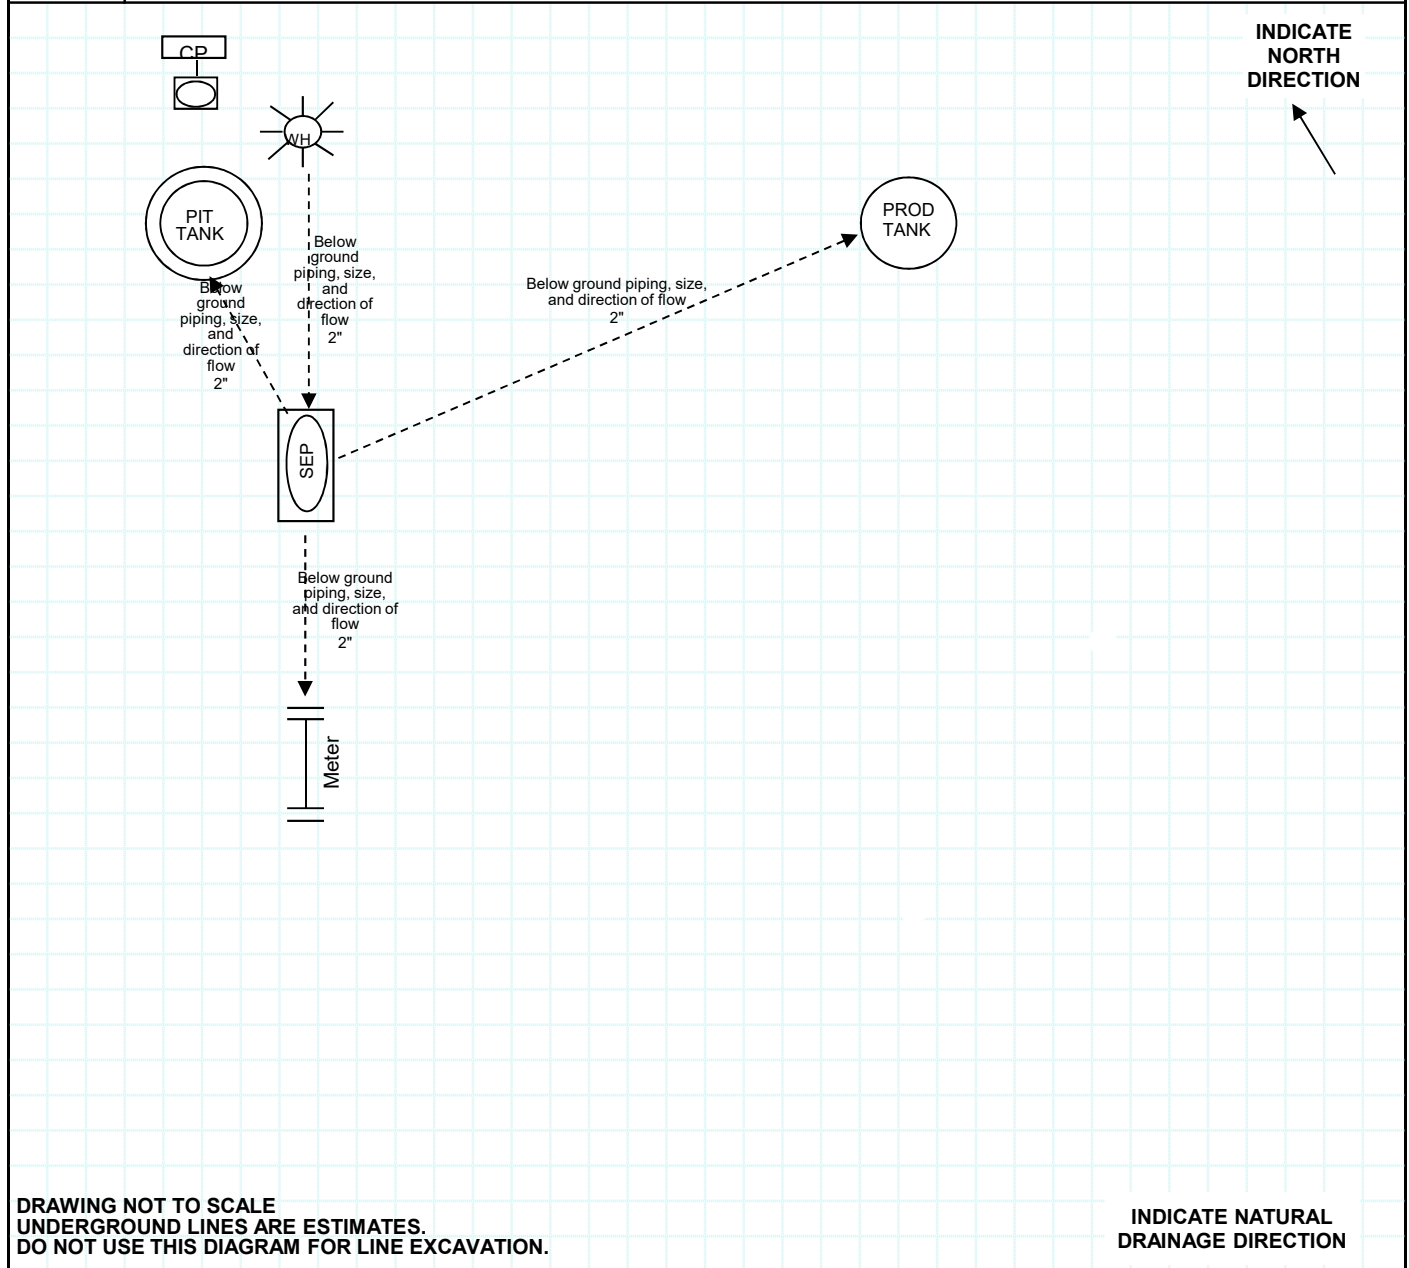 CP
INDICATE
NORTH
DIRECTION
WH
PIT
TANK
PROD
TANK
Below
ground
piping, size,
and
direction of
flow
2"
Below
ground
piping, size,
and
direction of
flow
2"
Below ground piping, size,
and direction of flow
2"
SEP
Below ground
piping, size,
and direction of
flow
2"
Meter
DRAWING NOT TO SCALE
UNDERGROUND LINES ARE ESTIMATES.
DO NOT USE THIS DIAGRAM FOR LINE EXCAVATION.
INDICATE NATURAL
DRAINAGE DIRECTION